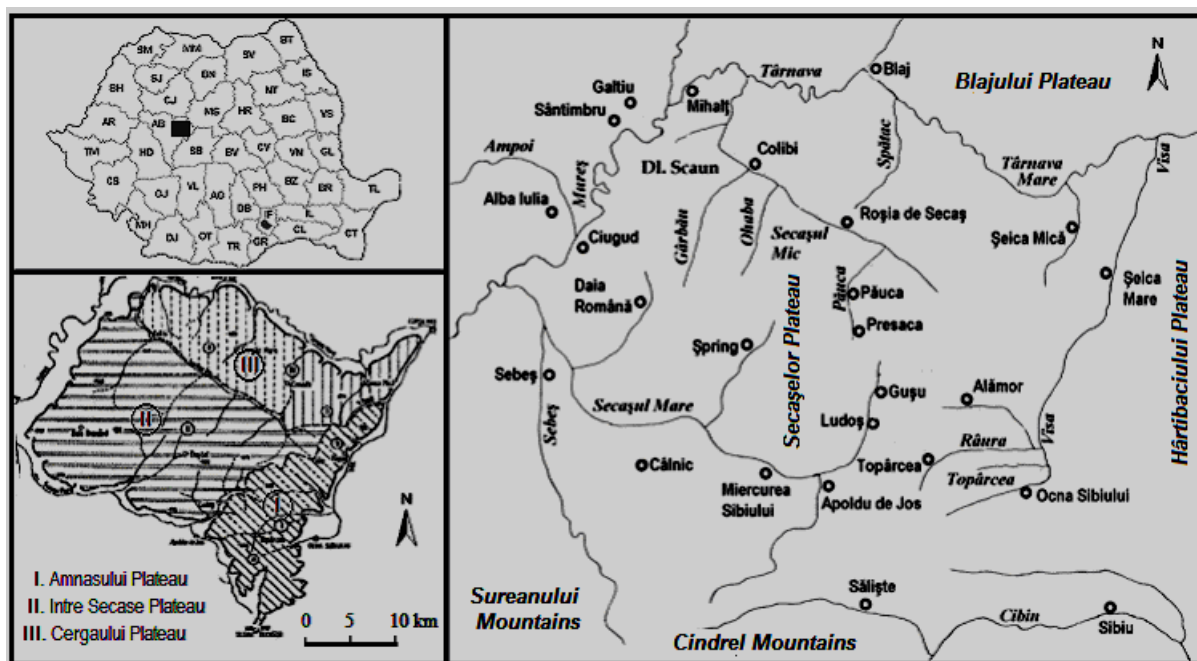 SM
MM
BT
SV
SJ
BN
IS
BH
CJ
NT
MS
HR
AR
AB
BC
VS
TM
HD
SB
BV
CV
VN
GL
CS
GJ
VL
AG
PH
BZ
BR
TL
DB
MH
IF
IL
DJ
OT
TR
GR
CL
CT
III
II
I
N
I. Amnasului Plateau
II. Intre Secase Plateau
III. Cergaului Plateau
0 5 10 km
N
Blaj
Târnava
Blajului Plateau
Galtiu
Mihalț
Sântimbru
Spătac
Visa
Ampoi
Colibi
Dl. Scaun
Târnava
Mare
Mureș
Alba Iulia
Roșia de Secaș
Ohaba
Gârbău
Secașul
Mic
Șeica Mică
Ciugud
Șeica
Mare
Daia
Română
Păuca
Păuca
Presaca
Secașelor Plateau
Hârtibaciului Plateau
Șpring
Sebeș
Gușu
Alămor
Secașul Mare
Ludoș
Visa
Sebeș
Râura
Câlnic
Topârcea
Topârcea
Miercurea
Sibiului
Apoldu de Jos
Ocna Sibiului
Sureanului
Mountains
Săliște
Cibin
Sibiu
Cindrel Mountains